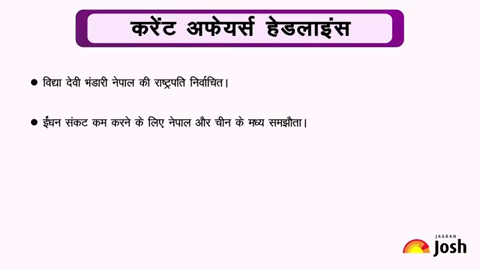 करेंट अफेयर्स हेडलाइंस
● विद्या देवी भंडारी नेपाल की राष्ट्रपति निर्वाचित।
● ईंधन संकट कम करने के लिए नेपाल और चीन के मध्य समझौता।
JAGRAN
Josh